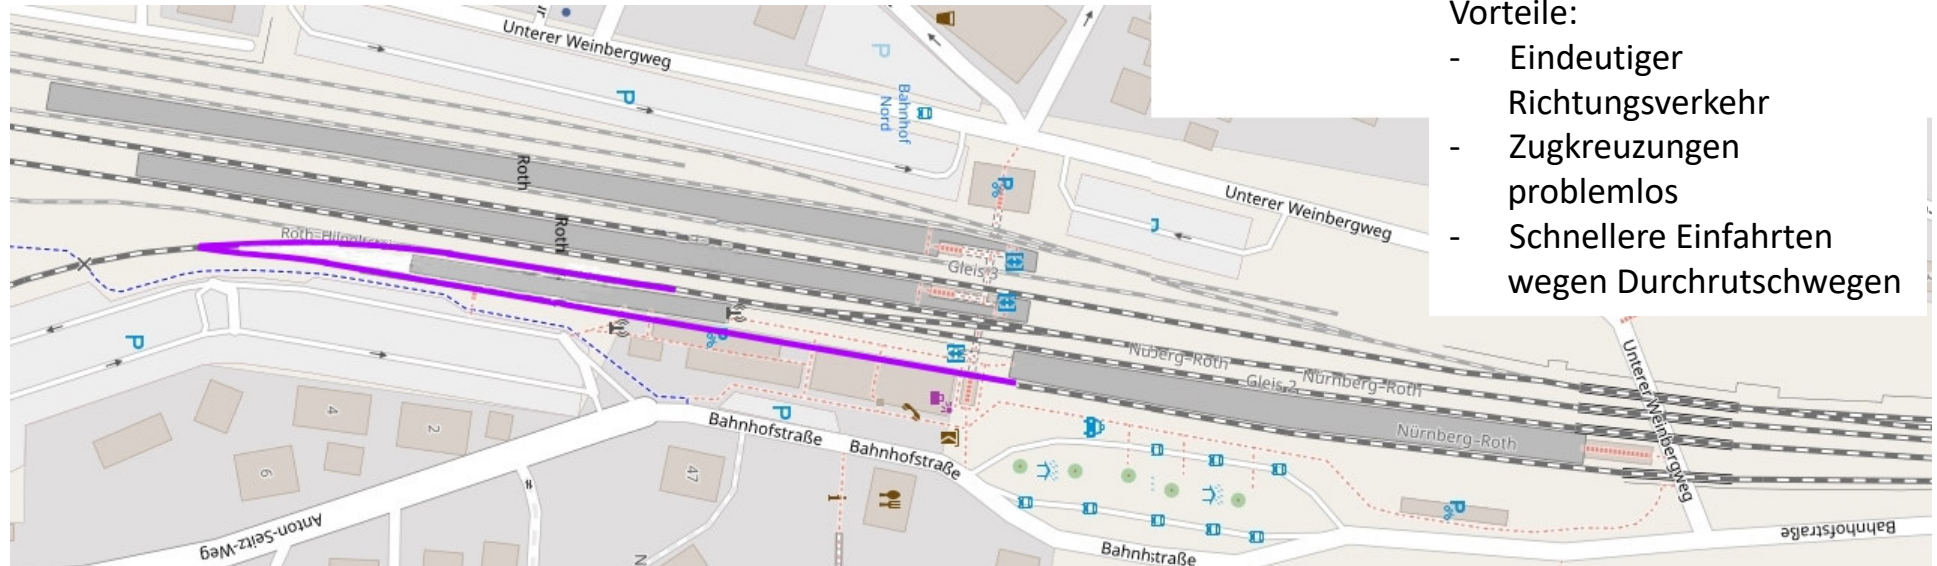 Vorteile:
- Eindeutiger
Richtungsverkehr
- Zugkreuzungen
problemlos
- Schnellere Einfahrten
wegen Durchrutschwegen
Unterer Weinbergweg
P
P
Bahnhof
Nord
P
Unterer Weinbergweg
Roth
Roth
Gleis 3
P
P
Nürnberg-Roth
Gleis 2
Nürnberg-Roth
Unterer Weinbergweg
4
2
6
P
Bahnhofstraße
Bahnhofstraße
47
i
Nürnberg-Roth
P
Anton-Seitz-Weg
N
Bahnhstraße
Bahnhofstraße